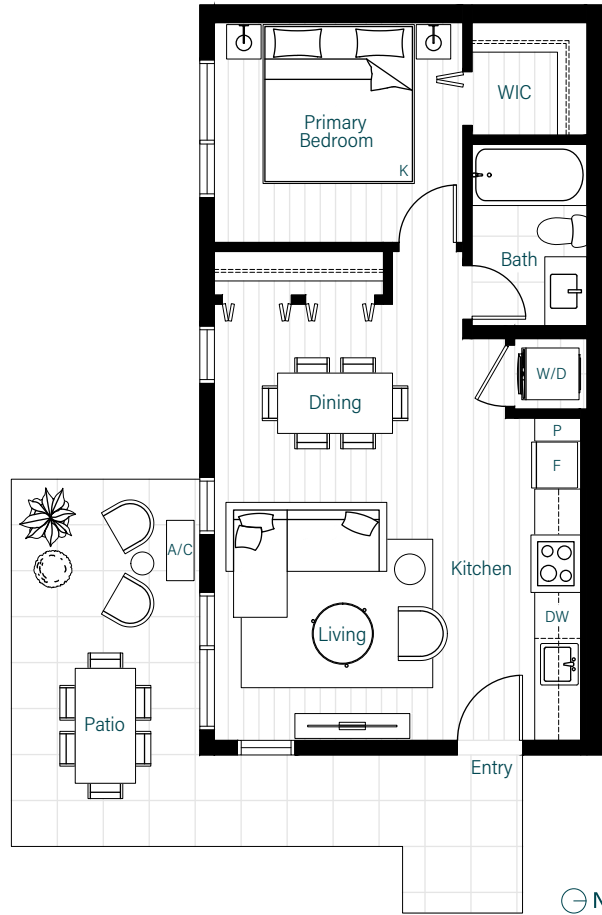 WIC
Primary
Bedroom
K
Bath
W/D
Dining
P
F
A/C
Kitchen
DW
Living
Patio
Entry
N